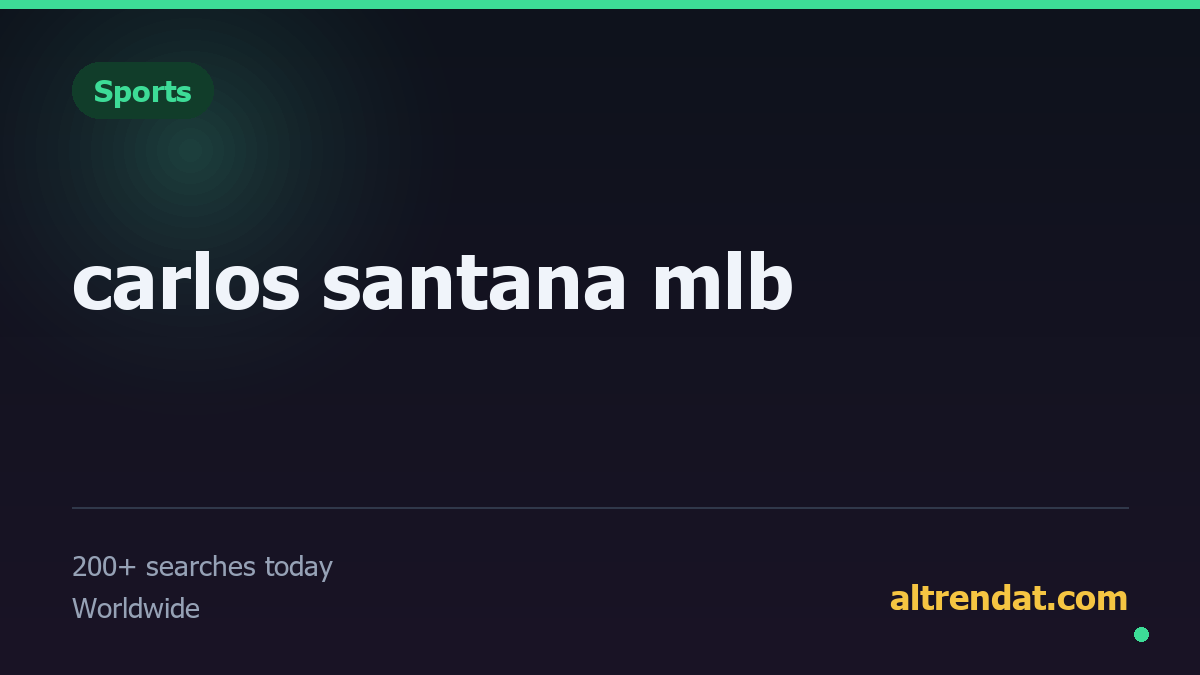 Sports
carlos santana mlb
200+ searches today
Worldwide
altrendat.com